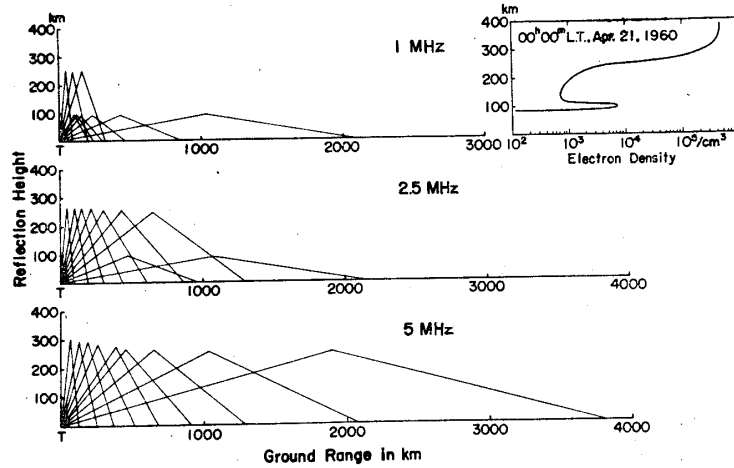 km
400
300
200
100
T
1000
2000
3000
1 MHz
km
400
300
200
100
00ʰ00ᵐ L.T., Apr. 21, 1960
10²
10³
10⁴
10⁵/cm³
Electron Density
Reflection Height
2.5 MHz
400
300
200
100
T
1000
2000
3000
4000
5 MHz
400
300
200
100
T
1000
2000
3000
4000
Ground Range in km